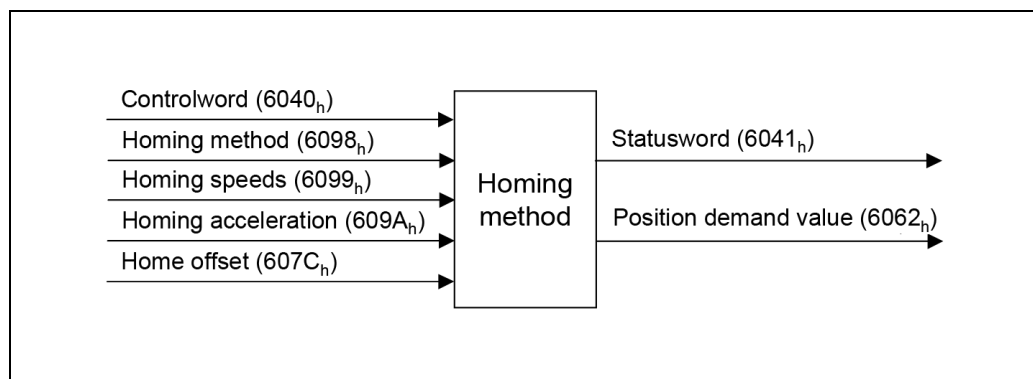 Controlword (6040h)
Homing method (6098h)
Homing speeds (6099h)
Homing acceleration (609Ah)
Home offset (607Ch)
Homing
method
Statusword (6041h)
Position demand value (6062h)